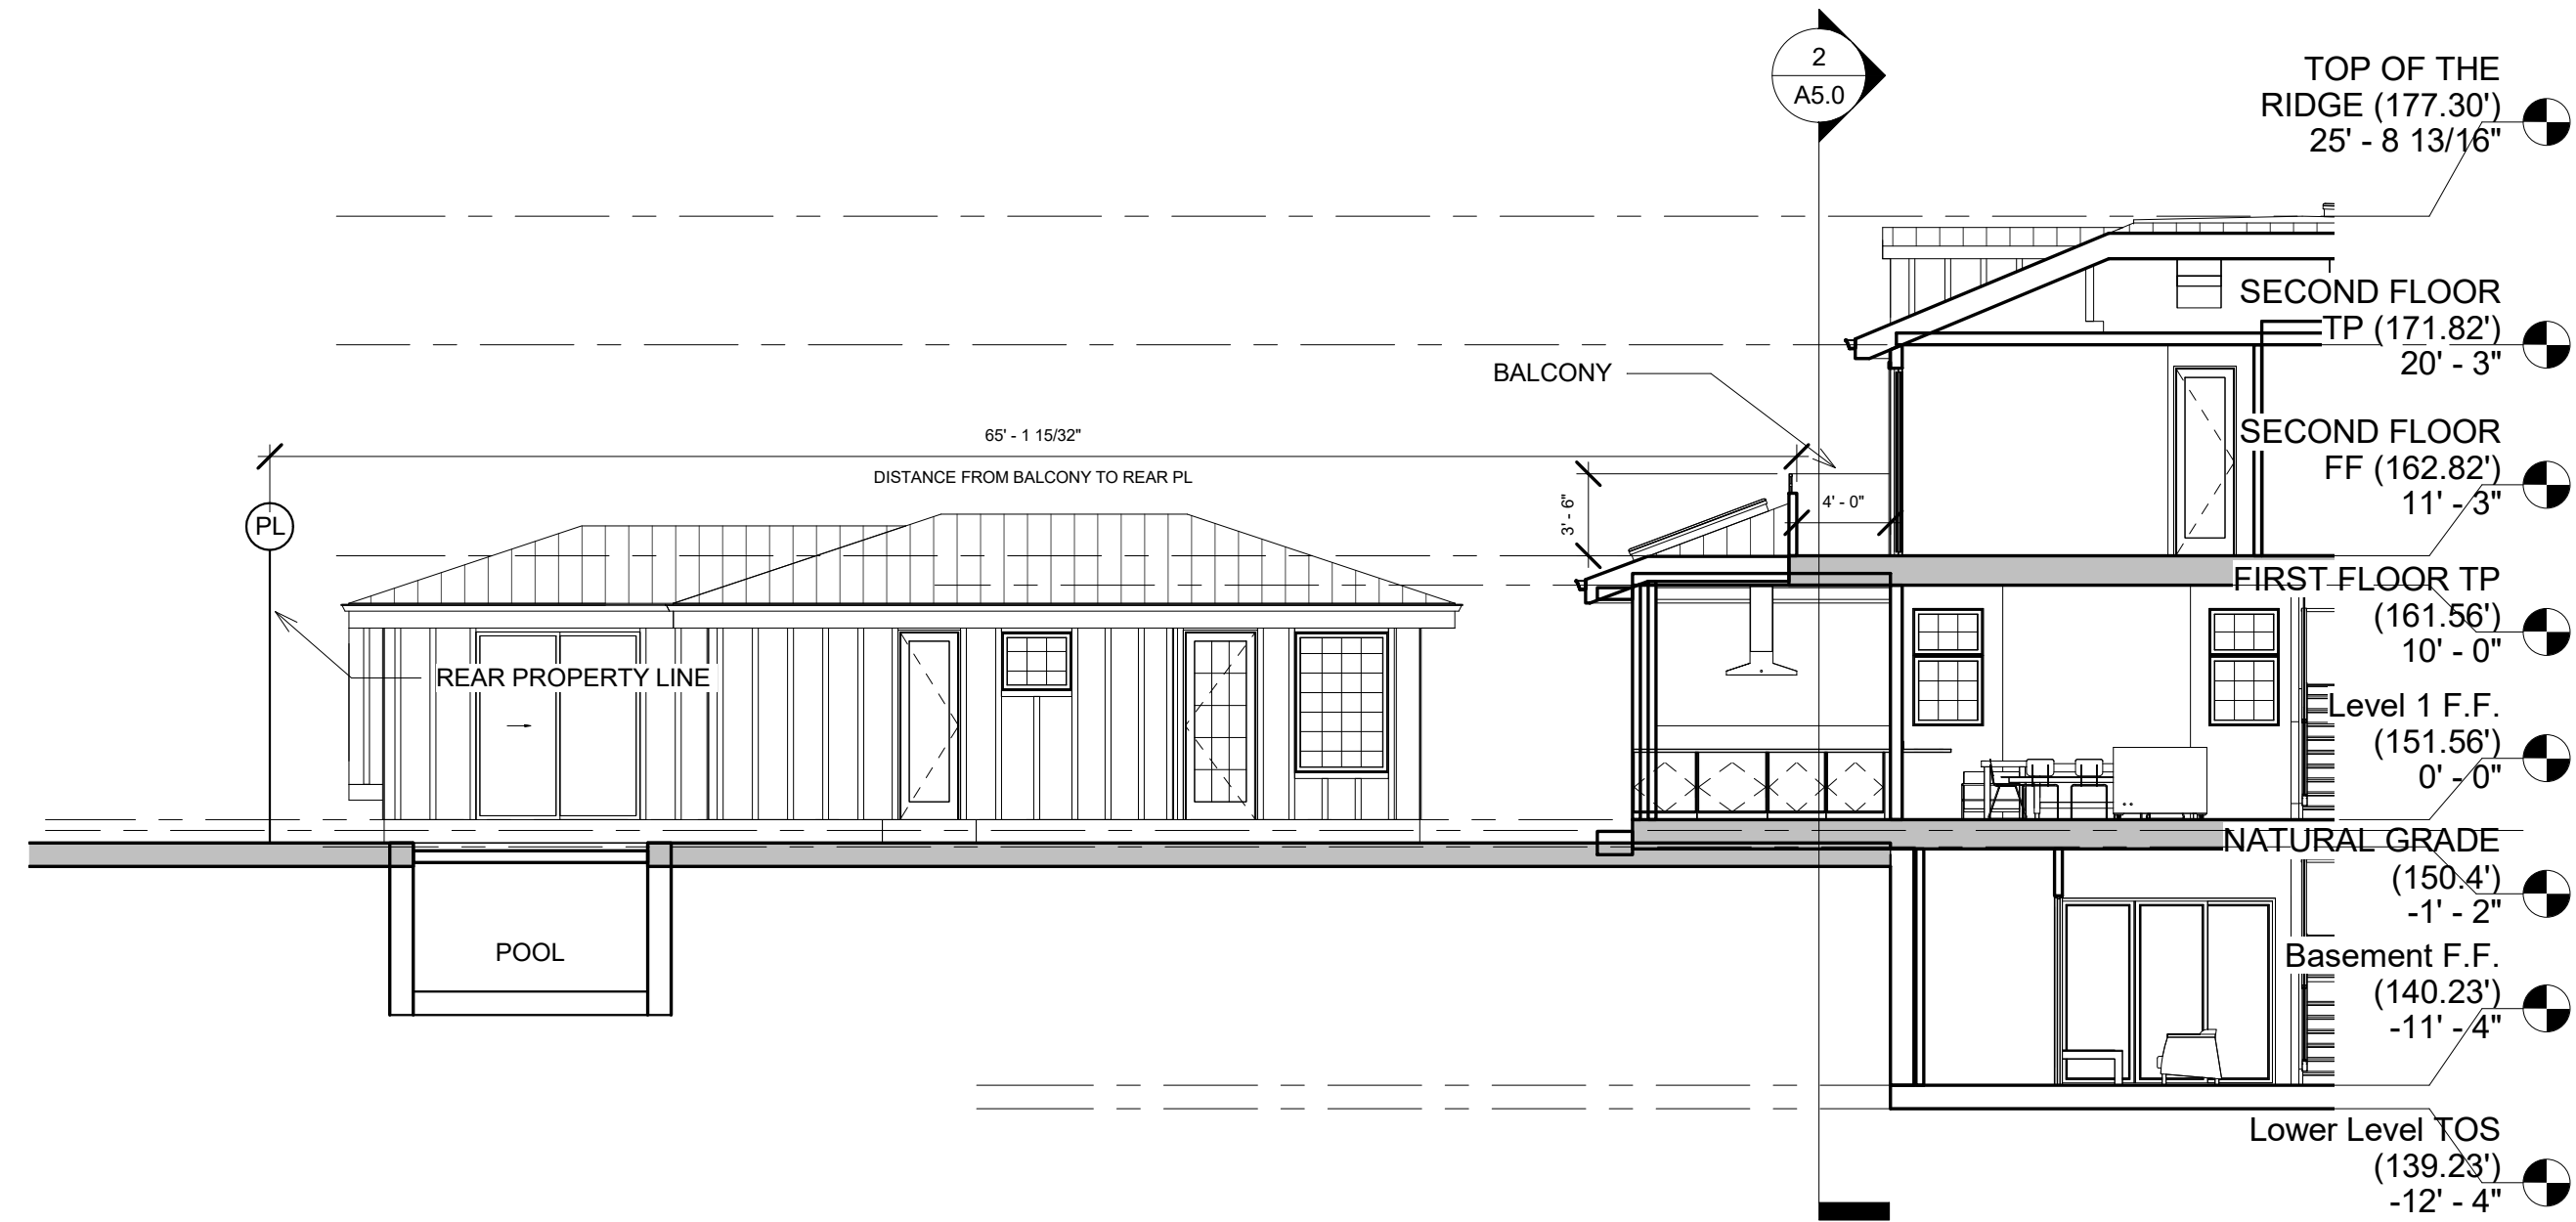 2
A5.0
TOP OF THE
RIDGE (177.30')
25' - 8 13/16"
SECOND FLOOR
TP (171.82')
20' - 3"
BALCONY
SECOND FLOOR
FF (162.82')
11' - 3"
65' - 1 15/32"
DISTANCE FROM BALCONY TO REAR PL
3' - 6"
4' - 0"
PL
FIRST FLOOR TP
(161.56')
10' - 0"
REAR PROPERTY LINE
Level 1 F.F.
(151.56')
0' - 0"
NATURAL GRADE
(150.4')
-1' - 2"
POOL
Basement F.F.
(140.23')
-11' - 4"
Lower Level TOS
(139.23')
-12' - 4"